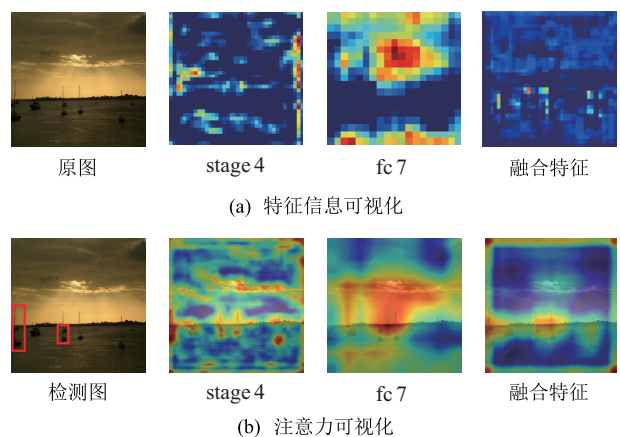 原图 stage 4 fc 7 融合特征
(a) 特征信息可视化
检测图 stage 4 fc 7 融合特征
(b) 注意力可视化